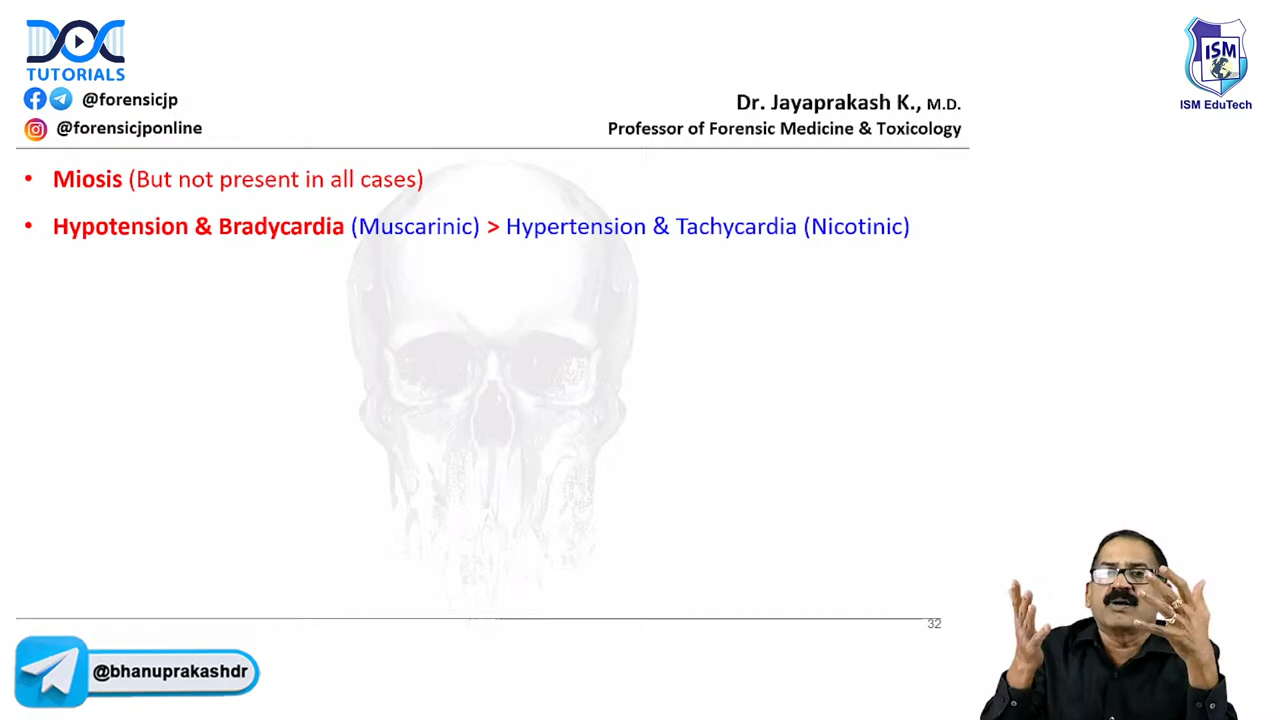 TUTORIALS
@forensicjp
@forensicjponline
Dr. Jayaprakash K., M.D.
Professor of Forensic Medicine & Toxicology
ISM
ISM EduTech
• Miosis (But not present in all cases)
• Hypotension & Bradycardia (Muscarinic) > Hypertension & Tachycardia (Nicotinic)
32
@bhanuprakashdr